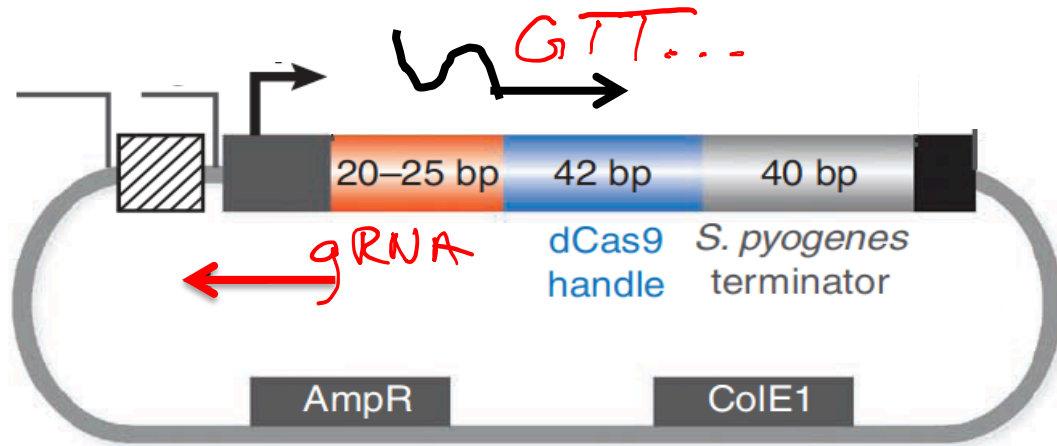 GTT...
20–25 bp
42 bp
40 bp
gRNA
dCas9
handle
S. pyogenes
terminator
AmpR
ColE1